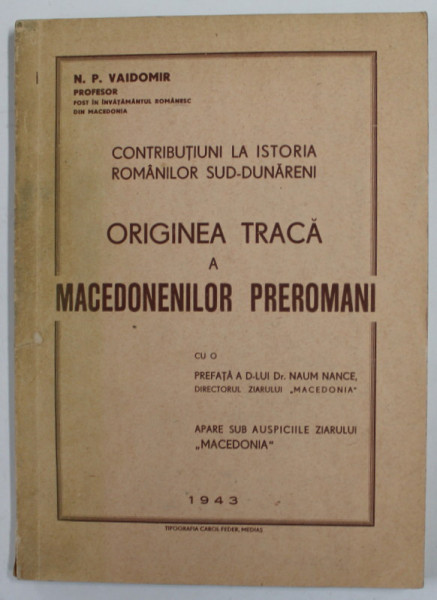 N. P. VAIDOMIR
PROFESOR
FOST ÎN ÎNVĂŢĂMÂNTUL ROMÂNESC
DIN MACEDONIA
CONTRIBUŢIUNI LA ISTORIA
ROMÂNILOR SUD-DUNĂRENI
ORIGINEA TRACĂ
A
MACEDONENILOR PREROMANI
CU O
PREFAŢĂ A D-LUI Dr. NAUM NANCE,
DIRECTORUL ZIARULUI „MACEDONIA"
APARE SUB AUSPICIILE ZIARULUI
„MACEDONIA"
1943
TIPOGRAFIA CAROL FEDER, MEDIAŞ